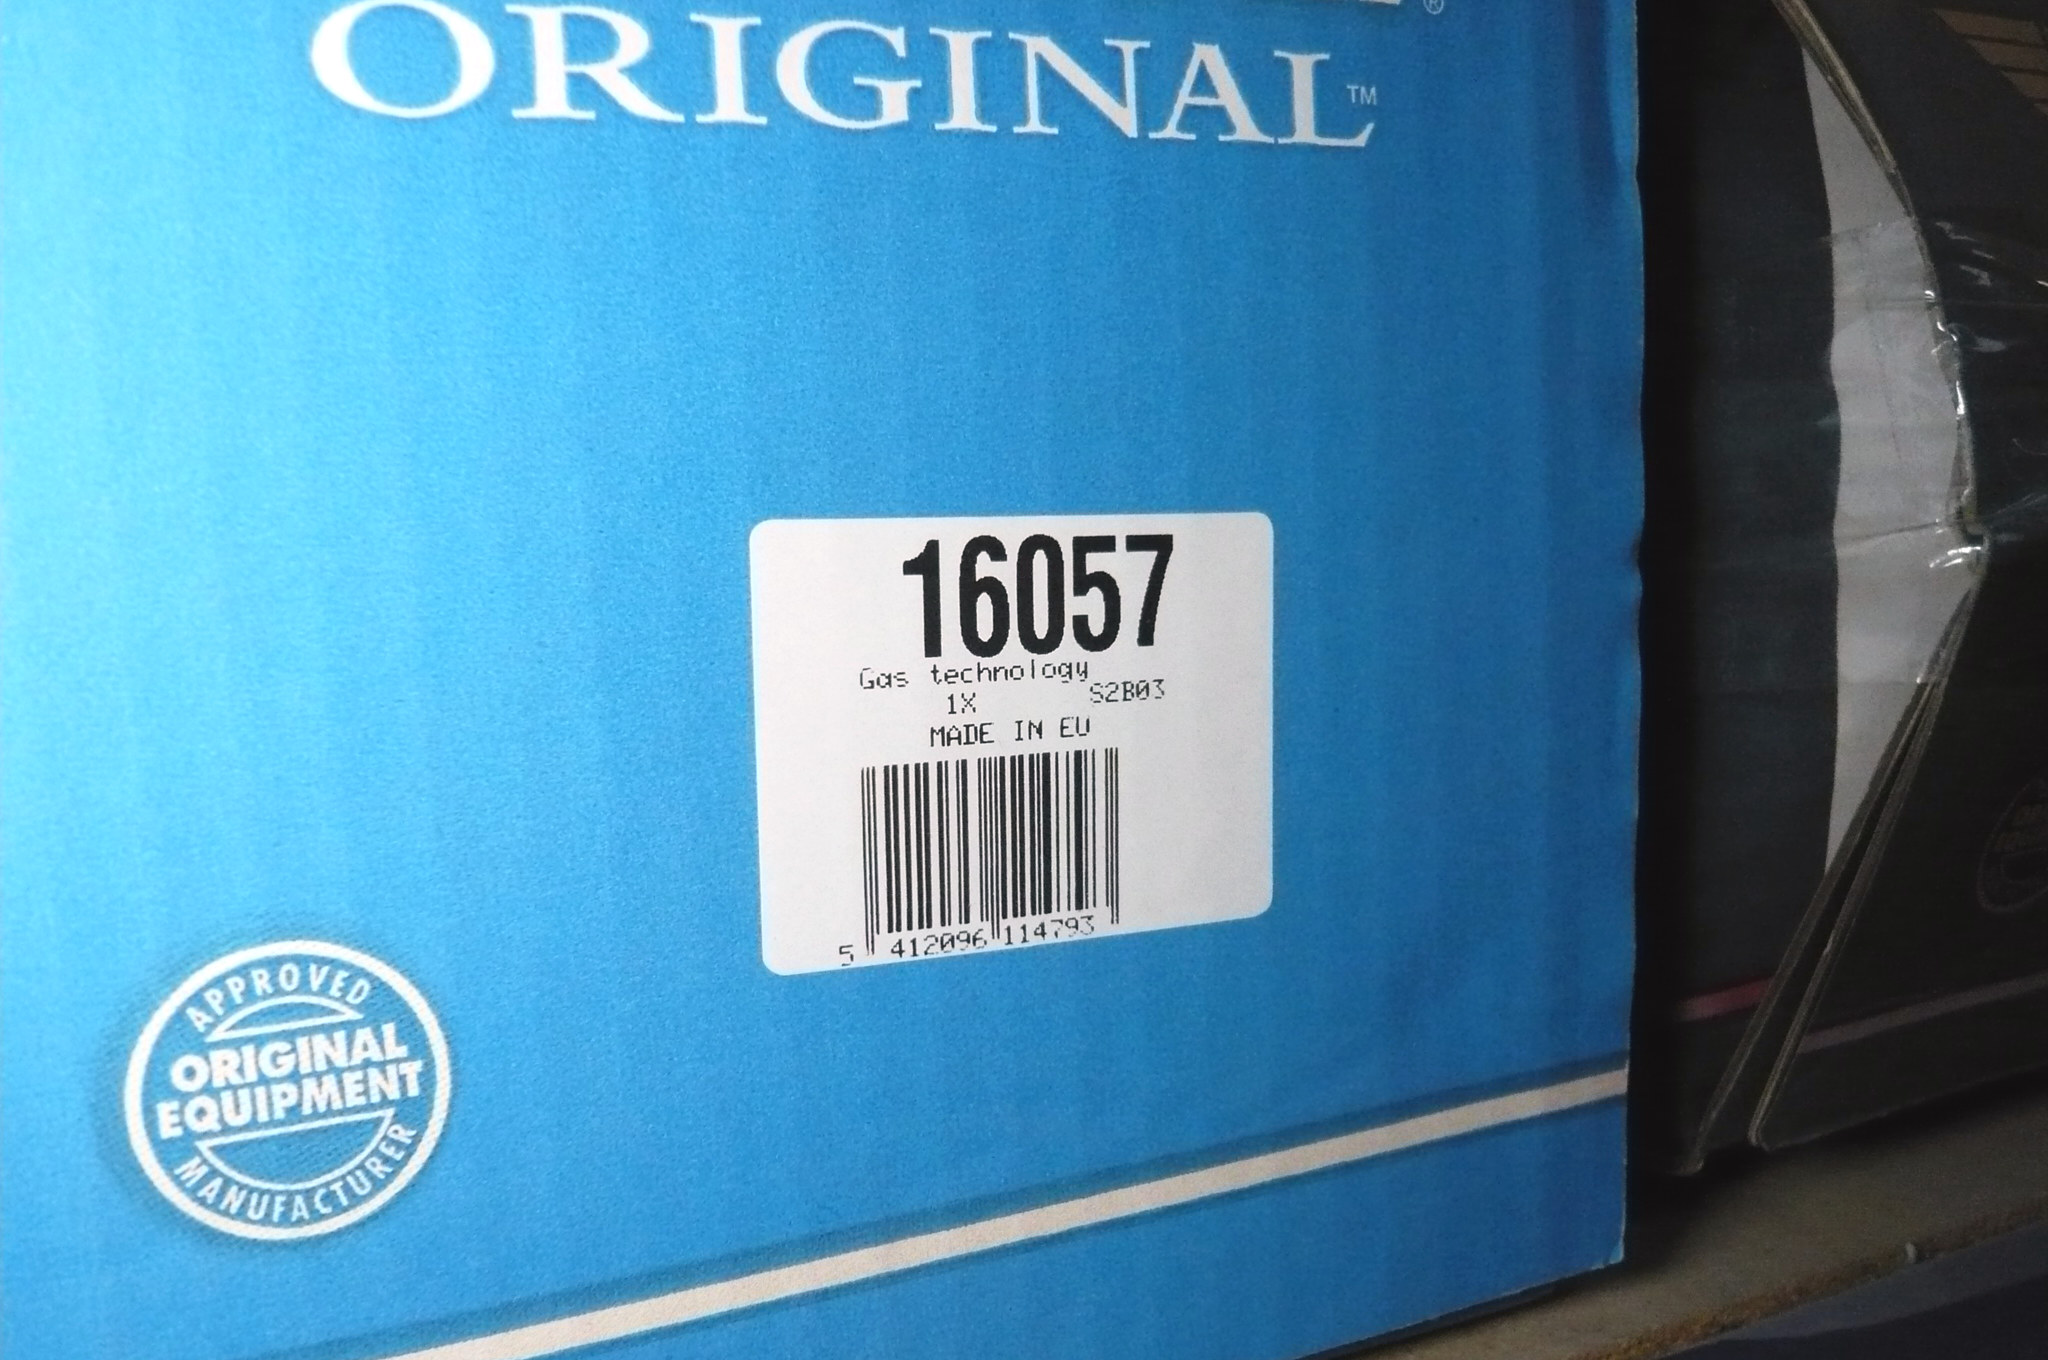 ORIGINAL™
®
16057
Gas technology
1X S2B03
MADE IN EU
5 412096 114793
APPROVED
ORIGINAL
EQUIPMENT
MANUFACTURER